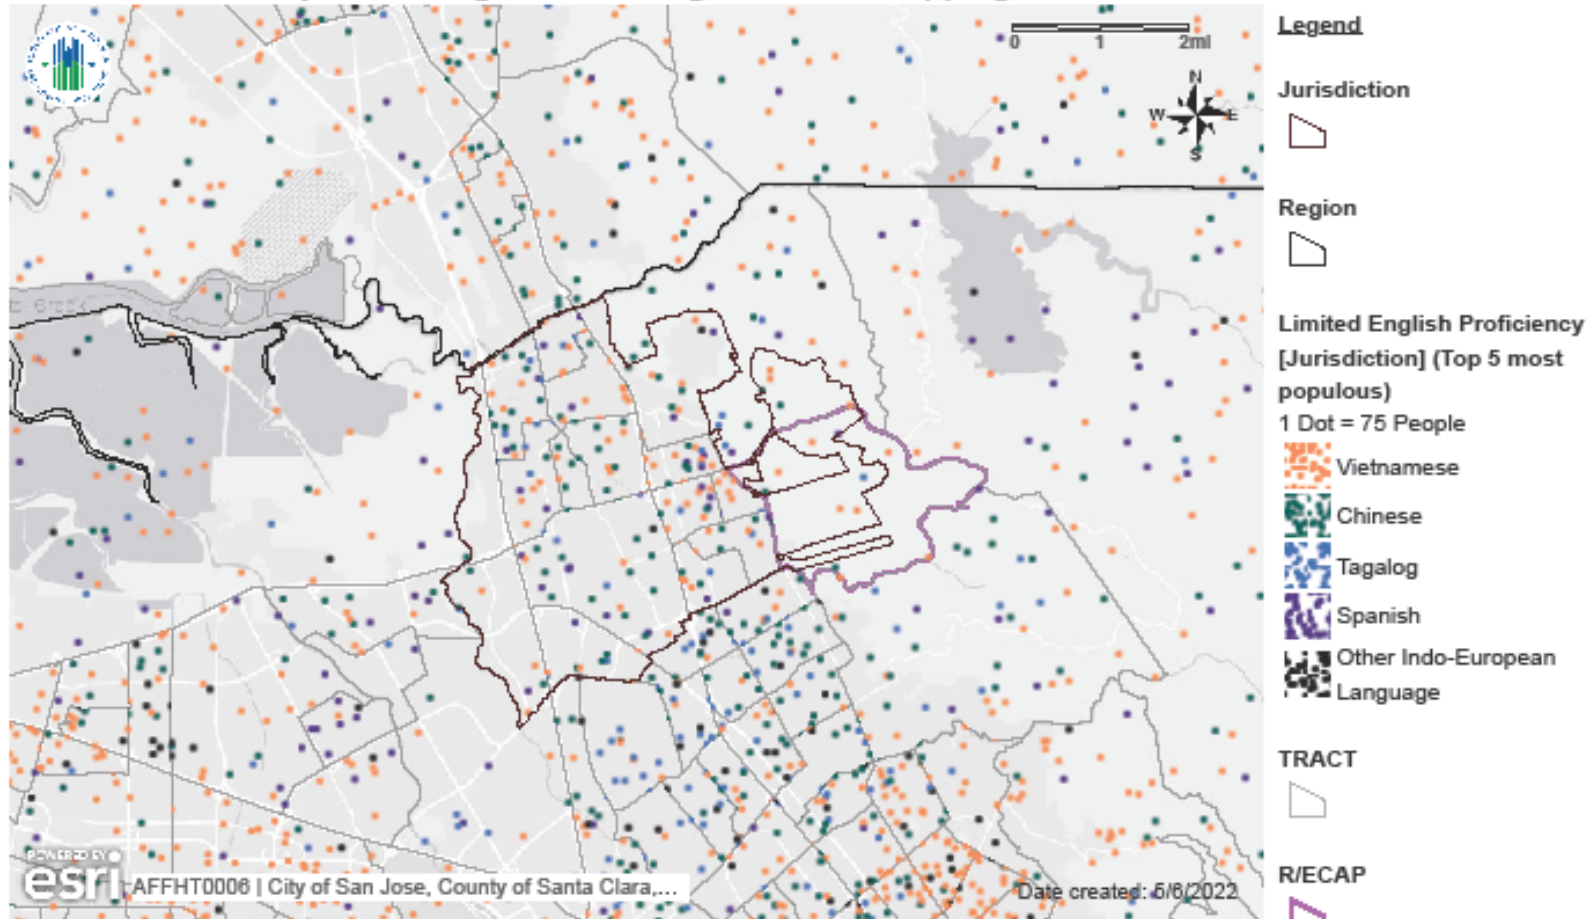 0 1 2mi
N
W E
S
Legend
Jurisdiction
Region
Limited English Proficiency
[Jurisdiction] (Top 5 most
populous)
1 Dot = 75 People
Vietnamese
Chinese
Tagalog
Spanish
Other Indo-European
Language
TRACT
R/ECAP
POWERED BY
esri
AFFHT0006 | City of San Jose, County of Santa Clara,...
Date created: 5/6/2022